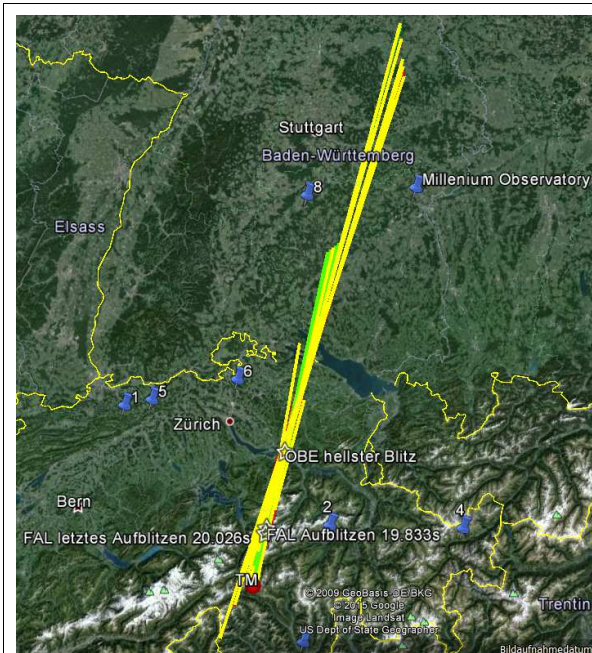 Stuttgart
Baden-Württemberg
8
Millenium Observatory
Elsass
6
1
5
Zürich
OBE hellster Blitz
Bern
2
4
FAL letztes Aufblitzen 20.026s
FAL Aufblitzen 19.833s
TM
© 2009 GeoBasis-DE/BKG
© 2015 Google
Image Landsat
US Dept of State Geographer
Trentin
Bildaufnahmedatum